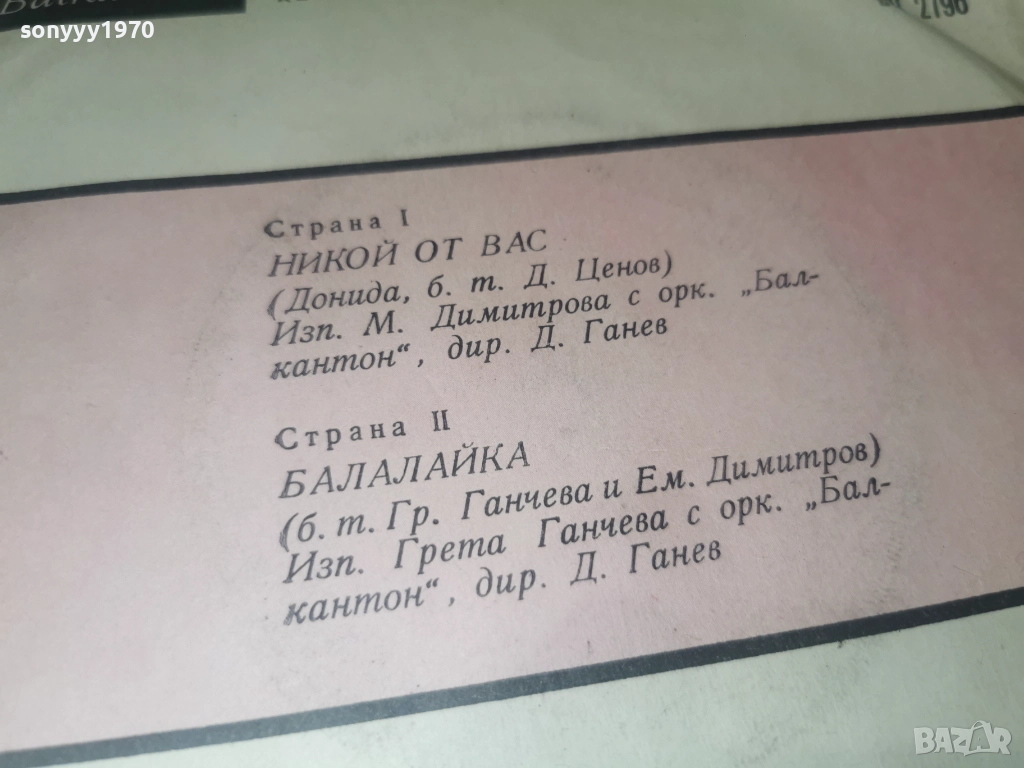 sonyyy1970
Страна I
НИКОЙ ОТ ВАС
(Донида, б. т. Д. Ценов)
Изп. М. Димитрова с орк. „Бал-
кантон“, дир. Д. Ганев
Страна II
БАЛАЛАЙКА
(б. т. Гр. Ганчева и Ем. Димитров)
Изп. Грета Ганчева с орк. „Бал-
кантон“, дир. Д. Ганев
BAZAR